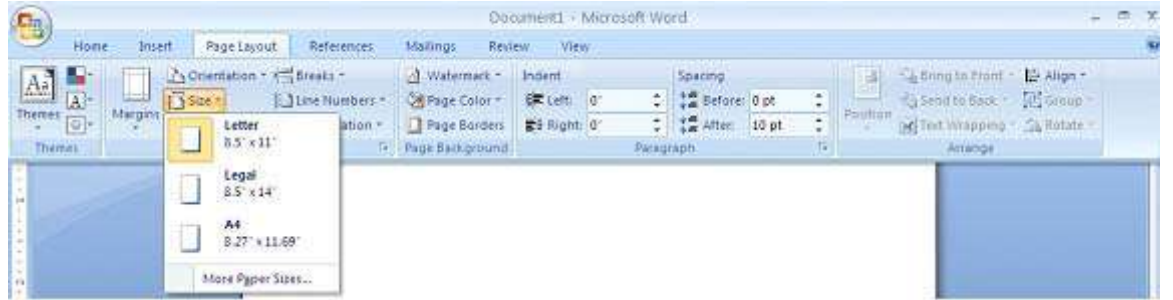 Document1 - Microsoft Word
Home Insert Page Layout References Mailings Review View
Orientation Breaks Watermark Indent Spacing Bring to Front Align
Themes Margins Size Line Numbers Page Color Left: 0" Before: 0 pt Position Send to Back Group
ation Page Borders Right: 0" After: 10 pt Text Wrapping Rotate
Themes Page Background Paragraph Arrange
Letter
8.5" x 11"
Legal
8.5" x 14"
A4
8.27" x 11.69"
More Paper Sizes...